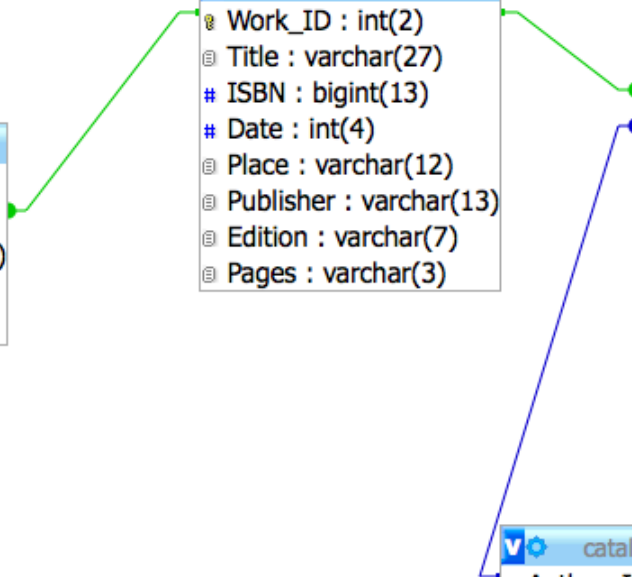 Work_ID : int(2)
Title : varchar(27)
# ISBN : bigint(13)
# Date : int(4)
Place : varchar(12)
Publisher : varchar(13)
Edition : varchar(7)
Pages : varchar(3)
)
v catal